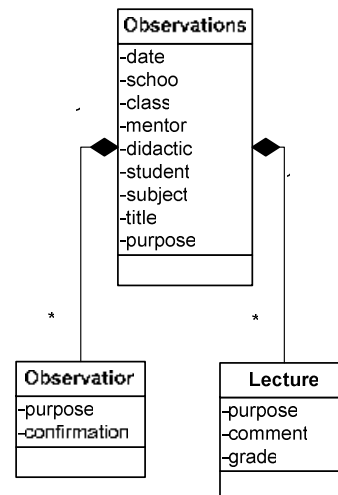 Observations
-date
-schoo
-class
-mentor
-didactic
-student
-subject
-title
-purpose
*
*
Observatior
-purpose
-confirmation
Lecture
-purpose
-comment
-grade